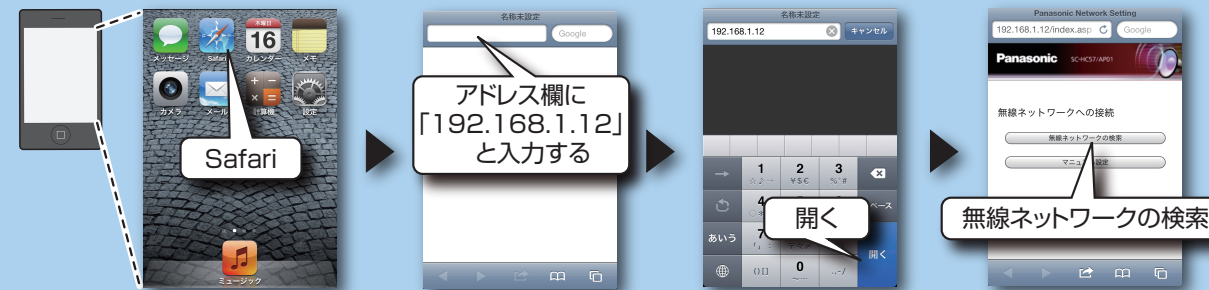 メッセージ
Safari
木曜日
16
カレンダー
メモ
カメラ
メール
計算機
設定
Safari
ミュージック
名称未設定
Google
アドレス欄に
「192.168.1.12」
と入力する
名称未設定
192.168.1.12
キャンセル
→
1
☆♪→
2
¥$€
3
%°#
4
あいう
7
0
開く
開く
Panasonic Network Setting
192.168.1.12/index.asp
Google
Panasonic
SC-HC57/AP01
無線ネットワークへの接続
無線ネットワークの検索
無線ネットワークの検索